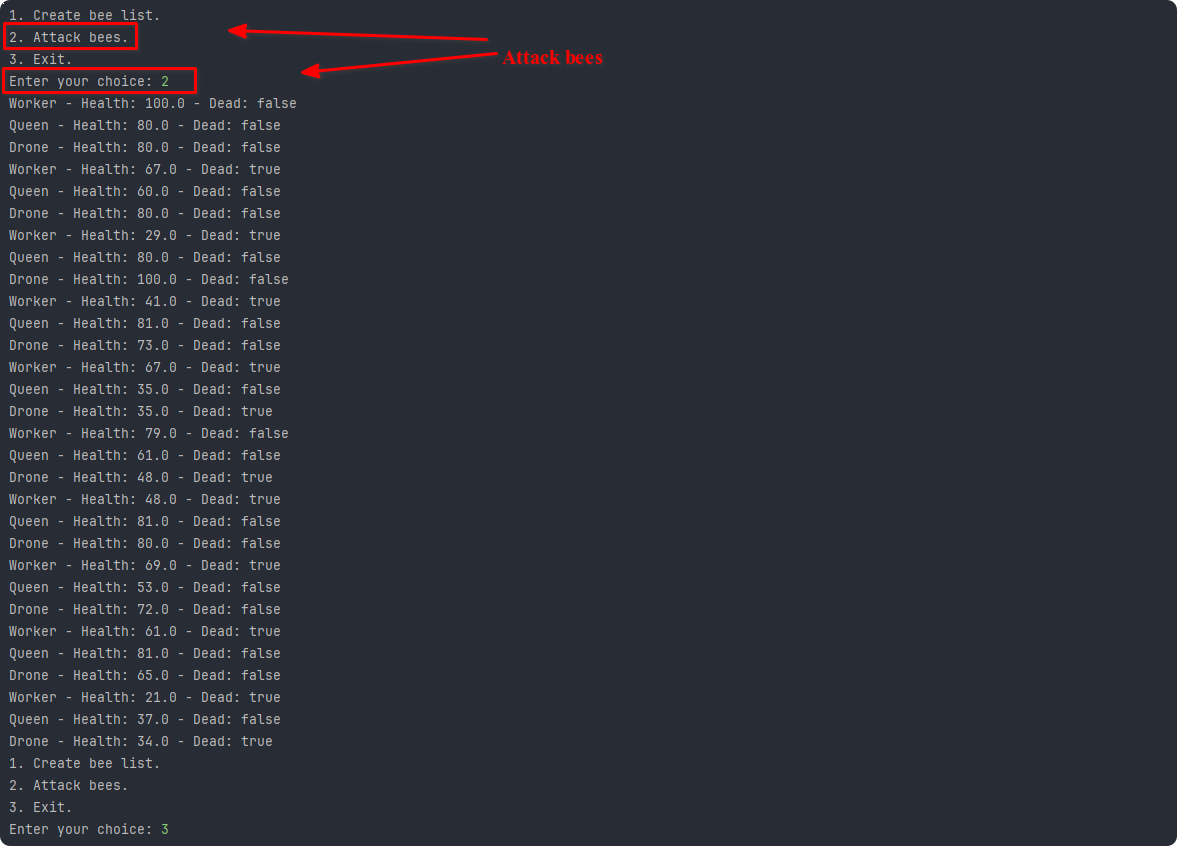 1. Create bee list.
2. Attack bees.
3. Exit.
Attack bees
Enter your choice: 2
Worker - Health: 100.0 - Dead: false
Queen - Health: 80.0 - Dead: false
Drone - Health: 80.0 - Dead: false
Worker - Health: 67.0 - Dead: true
Queen - Health: 60.0 - Dead: false
Drone - Health: 80.0 - Dead: false
Worker - Health: 29.0 - Dead: true
Queen - Health: 80.0 - Dead: false
Drone - Health: 100.0 - Dead: false
Worker - Health: 41.0 - Dead: true
Queen - Health: 81.0 - Dead: false
Drone - Health: 73.0 - Dead: false
Worker - Health: 67.0 - Dead: true
Queen - Health: 35.0 - Dead: false
Drone - Health: 35.0 - Dead: true
Worker - Health: 79.0 - Dead: false
Queen - Health: 61.0 - Dead: false
Drone - Health: 48.0 - Dead: true
Worker - Health: 48.0 - Dead: true
Queen - Health: 81.0 - Dead: false
Drone - Health: 80.0 - Dead: false
Worker - Health: 69.0 - Dead: true
Queen - Health: 53.0 - Dead: false
Drone - Health: 72.0 - Dead: false
Worker - Health: 61.0 - Dead: true
Queen - Health: 81.0 - Dead: false
Drone - Health: 65.0 - Dead: false
Worker - Health: 21.0 - Dead: true
Queen - Health: 37.0 - Dead: false
Drone - Health: 34.0 - Dead: true
1. Create bee list.
2. Attack bees.
3. Exit.
Enter your choice: 3